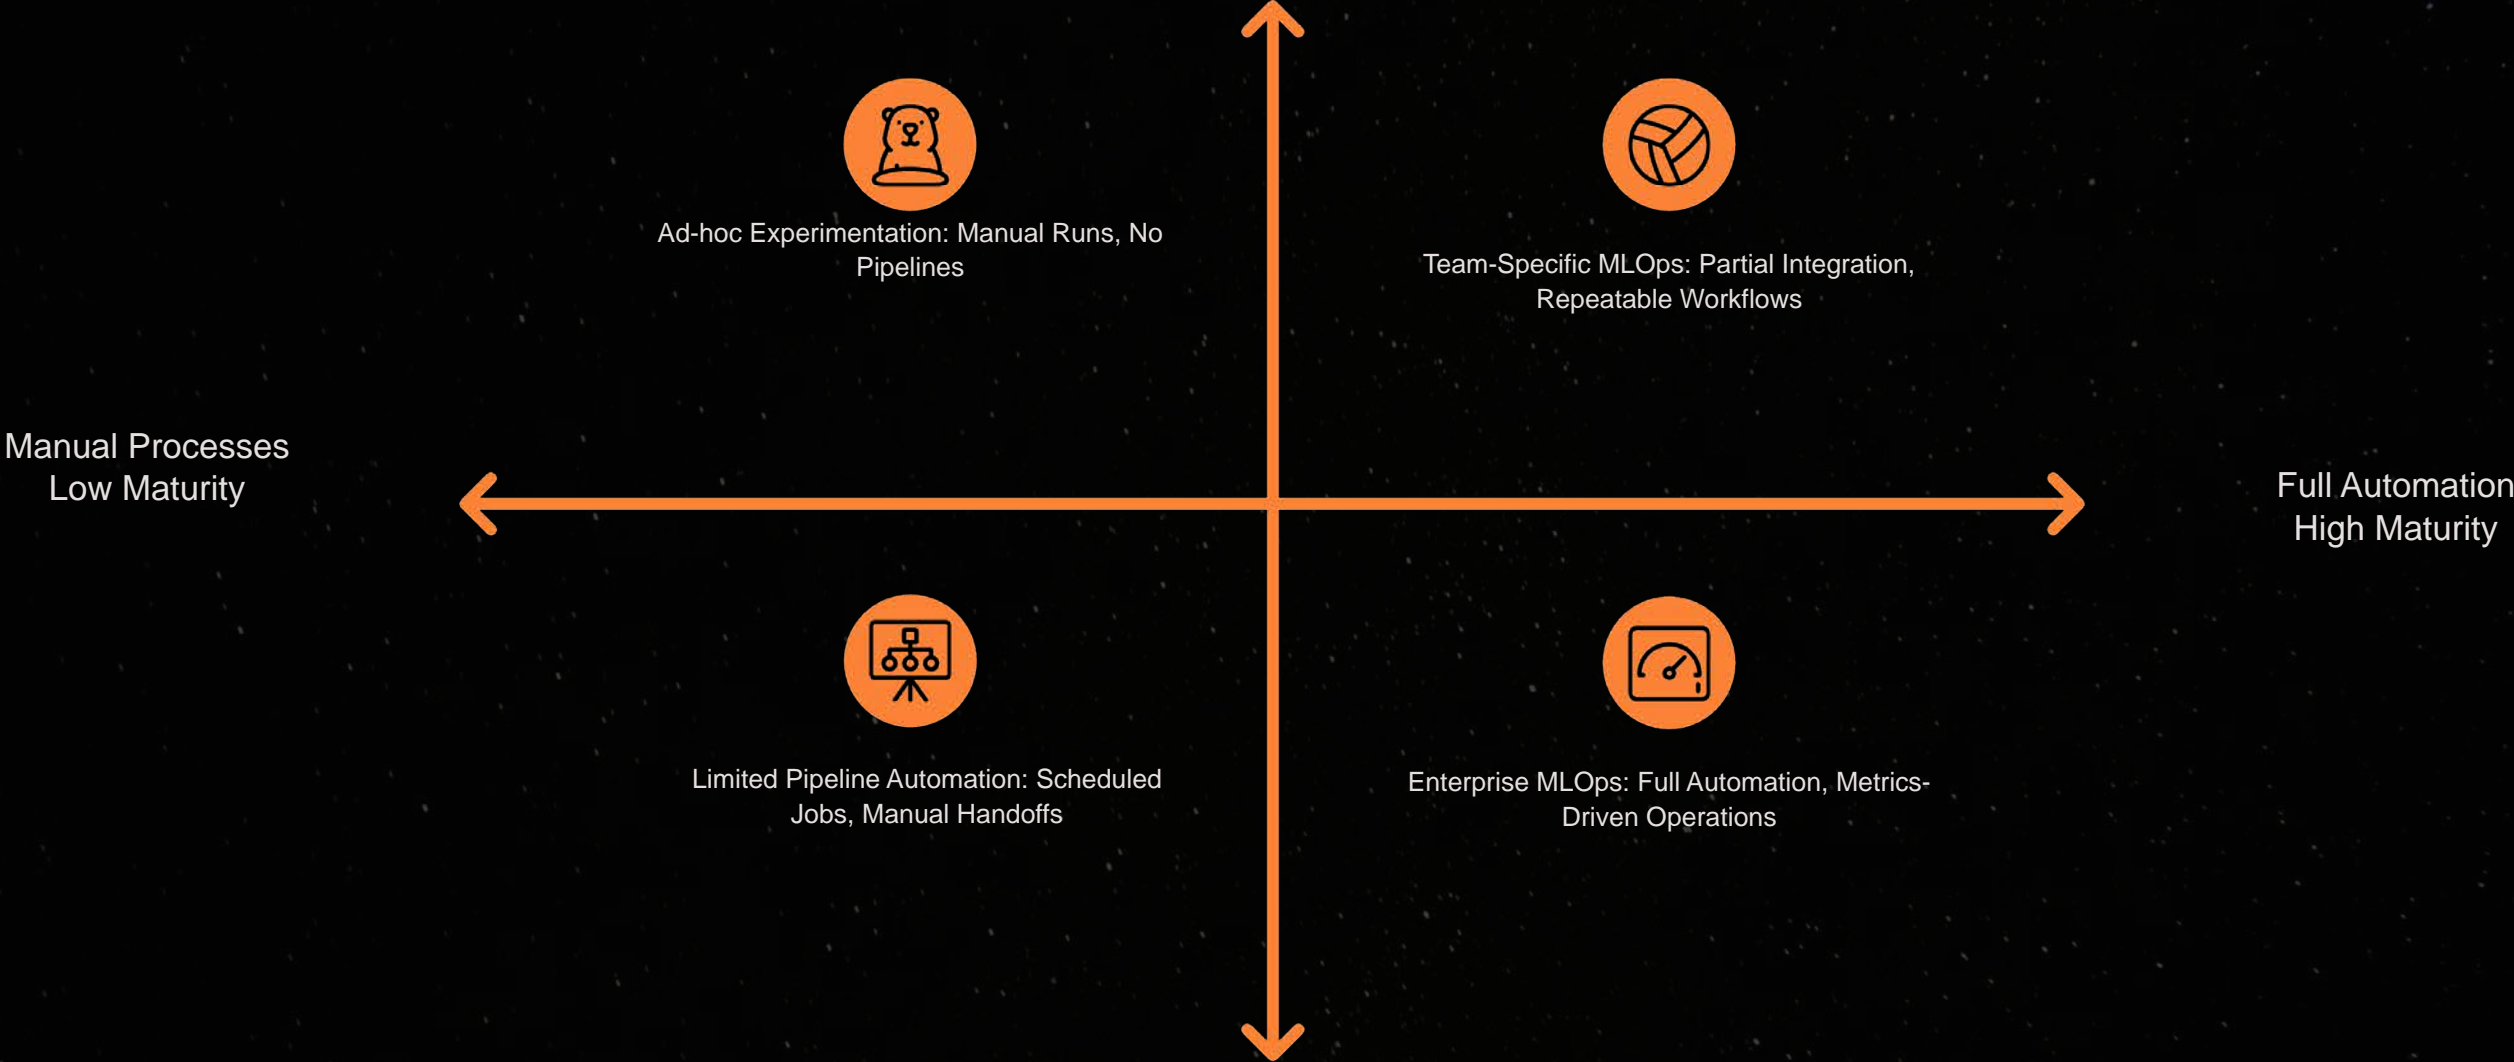 Ad-hoc Experimentation: Manual Runs, No
Pipelines
Team-Specific MLOps: Partial Integration,
Repeatable Workflows
Manual Processes
Low Maturity
Full Automation
High Maturity
Limited Pipeline Automation: Scheduled
Jobs, Manual Handoffs
Enterprise MLOps: Full Automation, Metrics-
Driven Operations